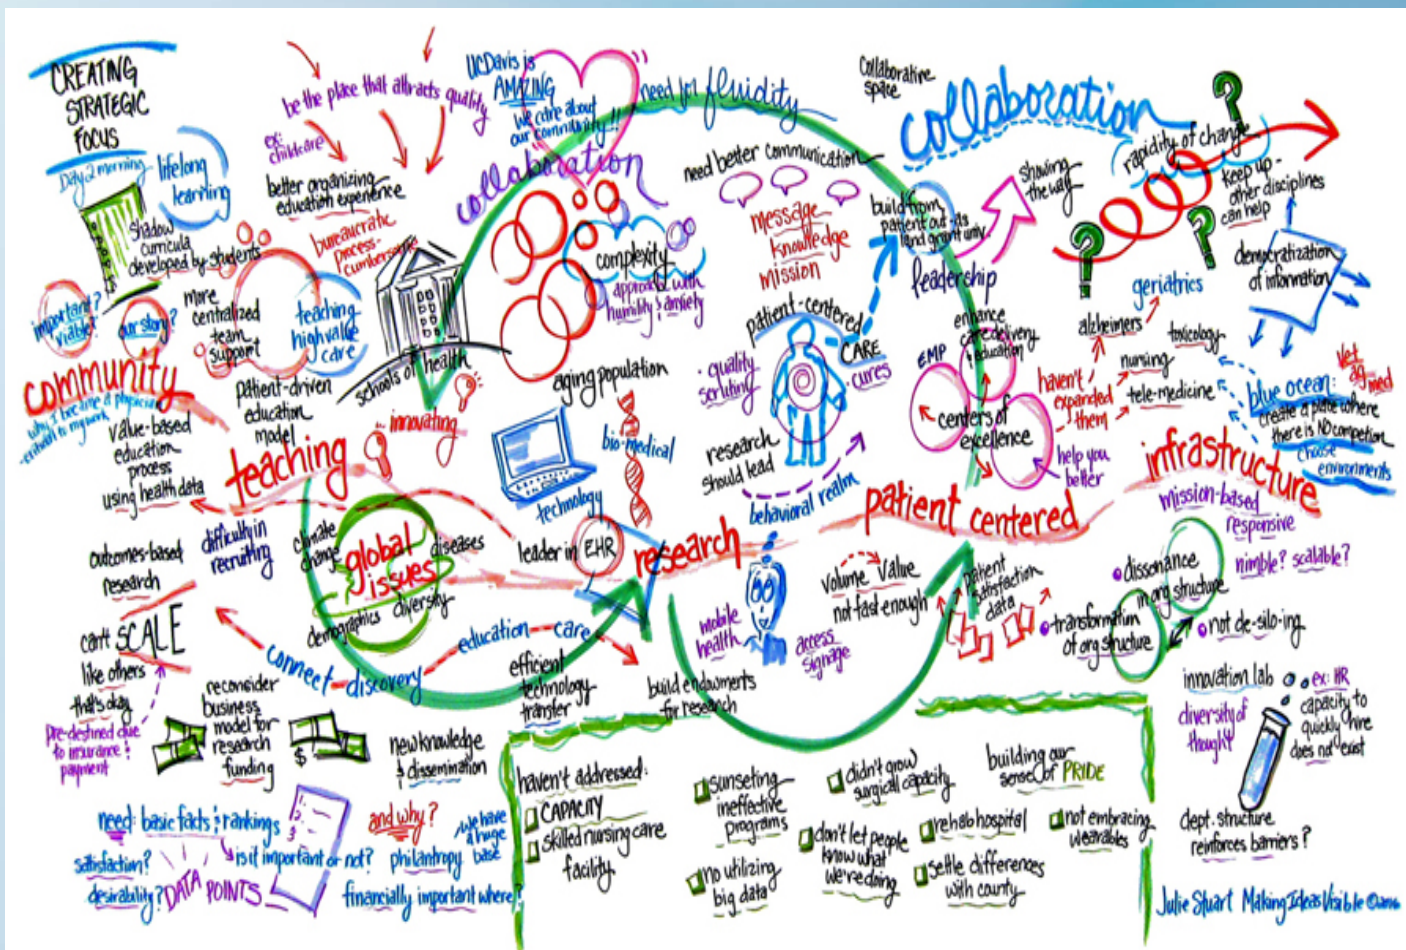 CREATING
STRATEGIC
FOCUS
Day 2 morning
lifelong
learning
shadow
curricula
developed by students
important?
viable?
our story?
community
why I became a physician
value-based
education
process
using health data
be the place that attracts quality
ex:
childcare
better organizing
education experience
bureaucratic
process-
cumbersome
more
centralized
team
support
teaching
high value
care
patient-driven
education
model
schools of health
teaching
innovating
UC Davis is
AMAZING
we care about
our community!!
collaboration
need for fluidity
complexity
approach with
humility & anxiety
aging population
bio-medical
technology
leader in EHR
research
need better communication
message
knowledge
mission
patient-centered
CARE
cures
quality
scrutiny
research
should lead
behavioral realm
collaborative
space
collaboration
build from
patient out - as
land grant univ.
leadership
showing
the way
rapidity of change
keep up -
other disciplines
can help
democratization
of information
geriatrics
alzheimers
toxicology
nursing
tele-medicine
haven't
expanded
them
enhance
care delivery
& education
EMP
centers of
excellence
help you
better
vet
ag med
blue ocean:
create a place where
there is NO competion
choose
environments
infrastructure
mission-based
responsive
nimble? scalable?
patient centered
volume value
not fast enough
patient
satisfaction
data
dissonance
in org structure
transformation
of org structure
not de-silo-ing
mobile
health
access
signage
outcomes-based
research
difficulty in
recruiting
climate
change
global
issues
diseases
diversity
demographics
can't SCALE
like others
that's okay
pre-destined due
to insurance &
payment
connect discovery
education care
reconsider
business
model for
research
funding
$
efficient
technology
transfer
build endowments
for research
new knowledge
& dissemination
need: basic facts & rankings
satisfaction?
desirability?
DATA POINTS
1.
2
3
is it important or not?
and why?
philanthropy
we have
a huge
base
financially important where?
haven't addressed:
CAPACITY
skilled nursing care
facility
sunseting
ineffective
programs
no utilizing
big data
didn't grow
surgical capacity
don't let people
know what
we're doing
building our
sense of PRIDE
rehab hospital
settle differences
with county
not embracing
wearables
innovation lab
diversity of
thought
ex: HR
capacity to
quickly hire
does not exist
dept. structure
reinforces barriers?
Julie Stuart Making Ideas Visible ©